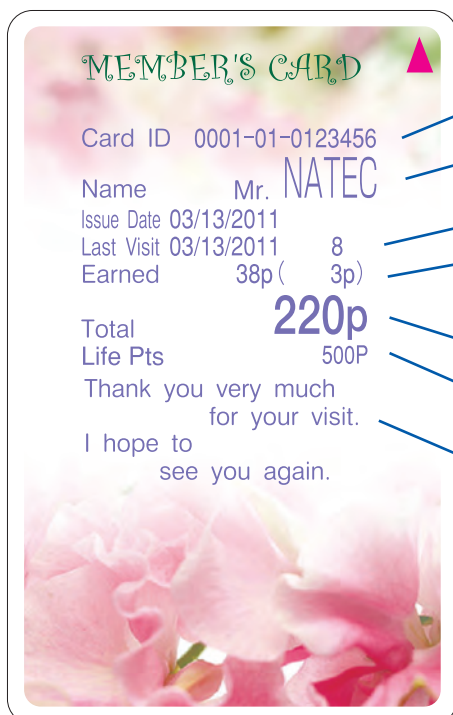 MEMBER'S CARD
Card ID 0001-01-0123456
Name Mr. NATEC
Issue Date 03/13/2011
Last Visit 03/13/2011 8
Earned 38p( 3p)
Total 220p
Life Pts 500P
Thank you very much
for your visit.
I hope to
see you again.